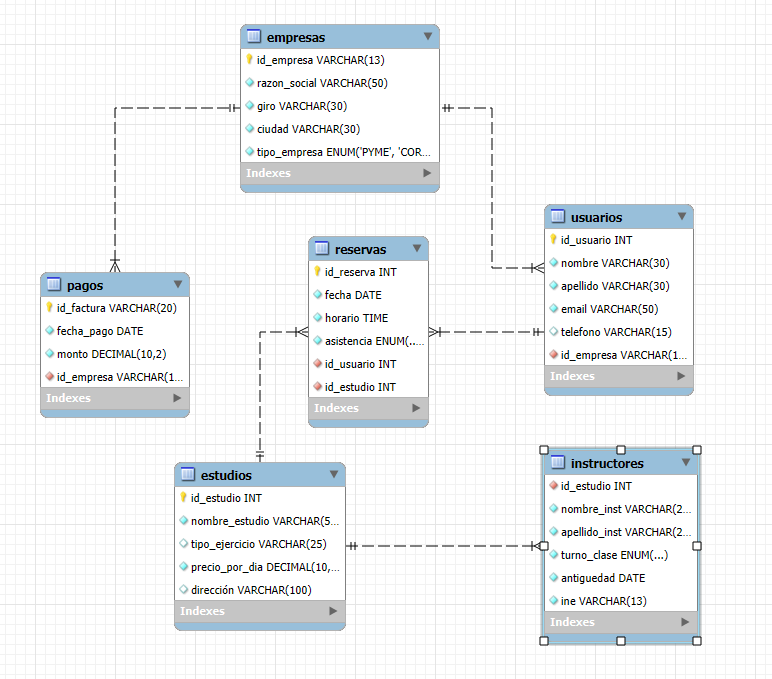 empresas
id_empresa VARCHAR(13)
razon_social VARCHAR(50)
giro VARCHAR(30)
ciudad VARCHAR(30)
tipo_empresa ENUM('PYME', 'COR...
Indexes
usuarios
id_usuario INT
nombre VARCHAR(30)
apellido VARCHAR(30)
email VARCHAR(50)
telefono VARCHAR(15)
id_empresa VARCHAR(1...
Indexes
reservas
id_reserva INT
fecha DATE
horario TIME
asistencia ENUM(...
id_usuario INT
id_estudio INT
Indexes
pagos
id_factura VARCHAR(20)
fecha_pago DATE
monto DECIMAL(10,2)
id_empresa VARCHAR(1...
Indexes
estudios
id_estudio INT
nombre_estudio VARCHAR(5...
tipo_ejercicio VARCHAR(25)
precio_por_dia DECIMAL(10,...
dirección VARCHAR(100)
Indexes
instructores
id_estudio INT
nombre_inst VARCHAR(2...
apellido_inst VARCHAR(2...
turno_clase ENUM(...)
antiguedad DATE
ine VARCHAR(13)
Indexes